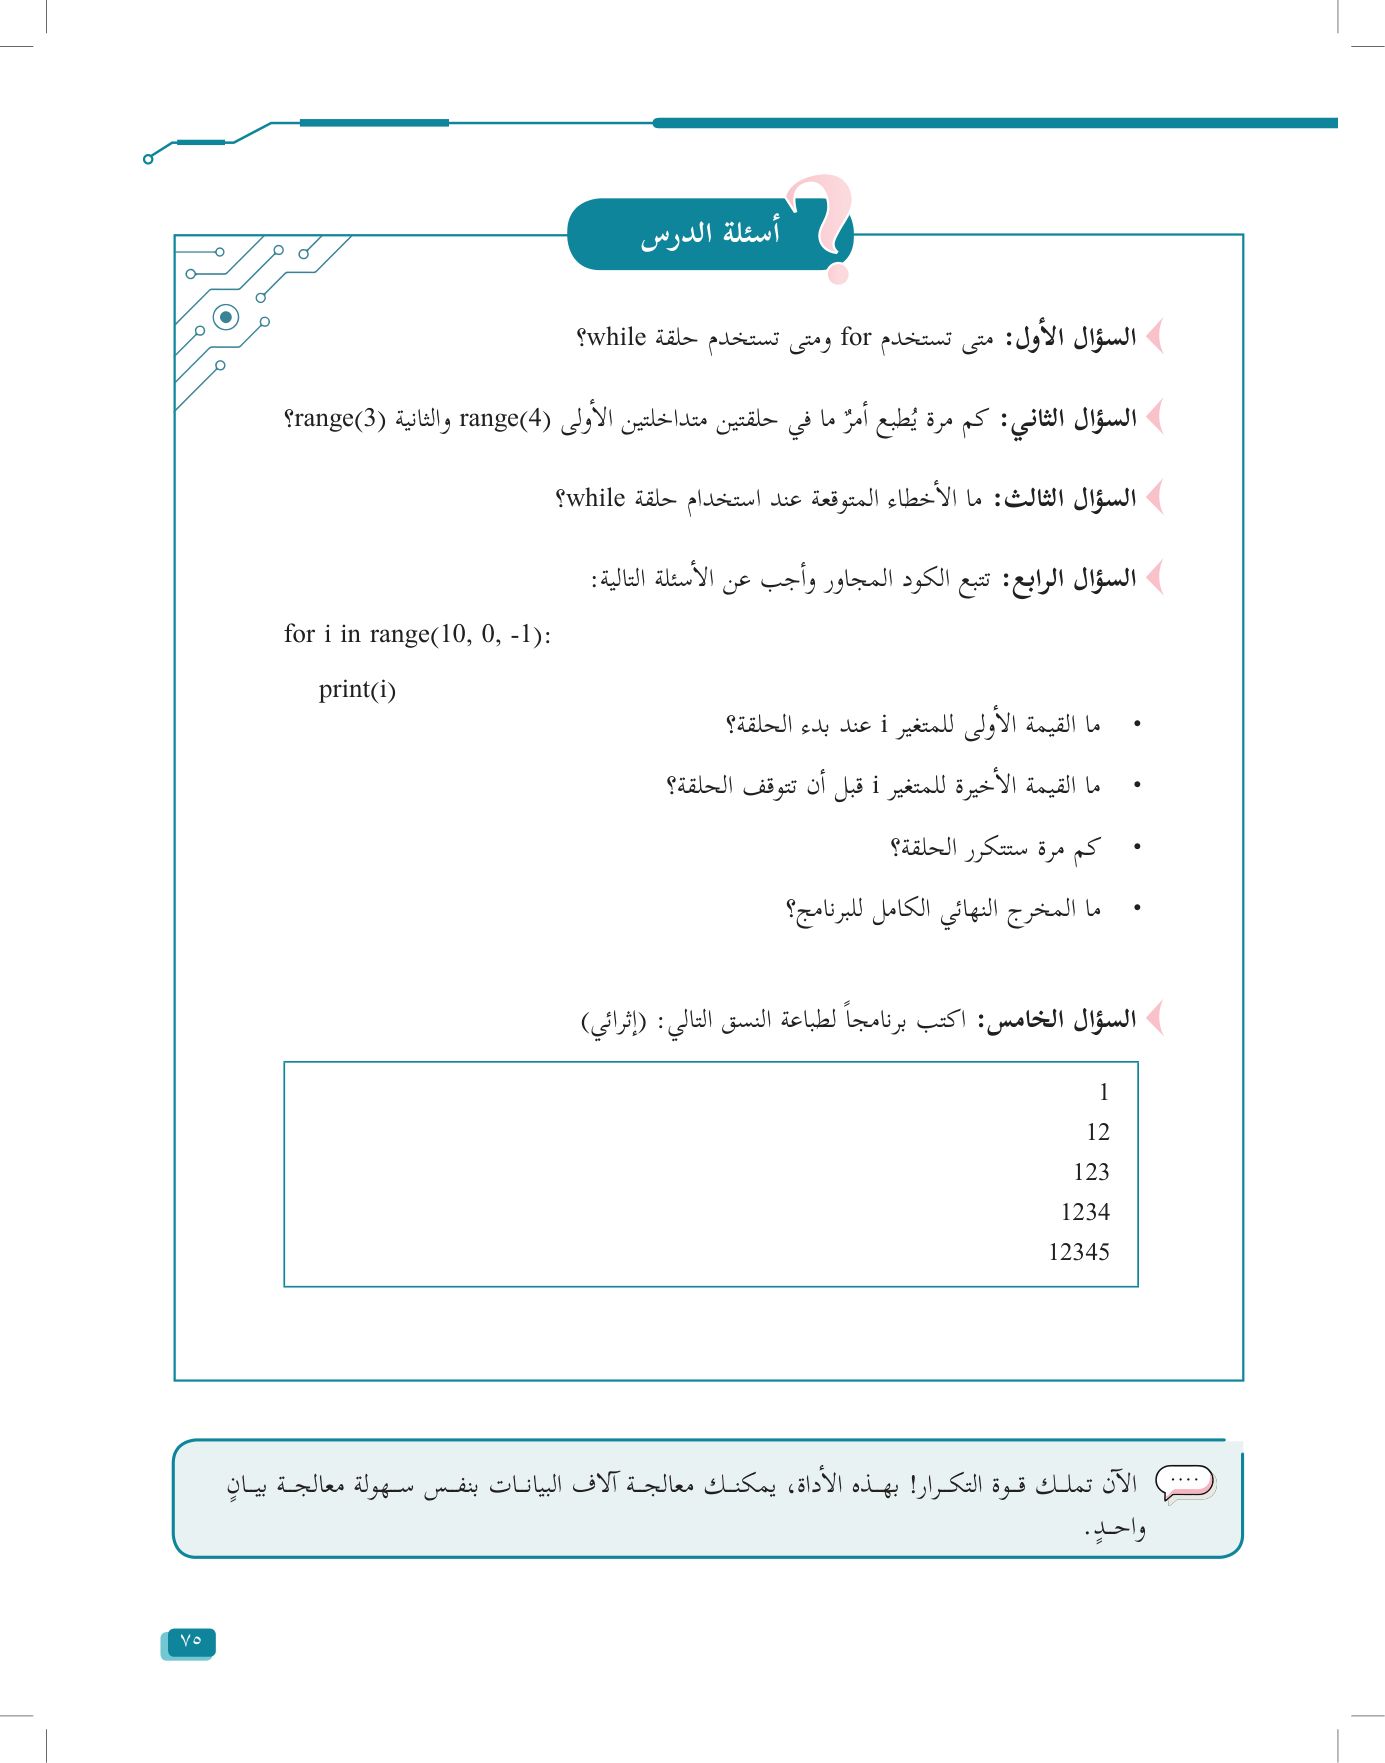 أسئلة الدرس
السؤال الأول: متى تستخدم for ومتى تستخدم حلقة while؟
السؤال الثاني: كم مرة يُطبع أمرٌ ما في حلقتين متداخلتين الأولى range(4) والثانية range(3)؟
السؤال الثالث: ما الأخطاء المتوقعة عند استخدام حلقة while؟
السؤال الرابع: تتبع الكود المجاور وأجب عن الأسئلة التالية:
for i in range(10, 0, -1):
print(i)
• ما القيمة الأولى للمتغير i عند بدء الحلقة؟
• ما القيمة الأخيرة للمتغير i قبل أن تتوقف الحلقة؟
• كم مرة ستتكرر الحلقة؟
• ما المخرج النهائي الكامل للبرنامج؟
السؤال الخامس: اكتب برنامجاً لطباعة النسق التالي: (إثرائي)
1
12
123
1234
12345
الآن تملك قوة التكرار! بهذه الأداة، يمكنك معالجة آلاف البيانات بنفس سهولة معالجة بيانٍ
واحدٍ.
٧٥